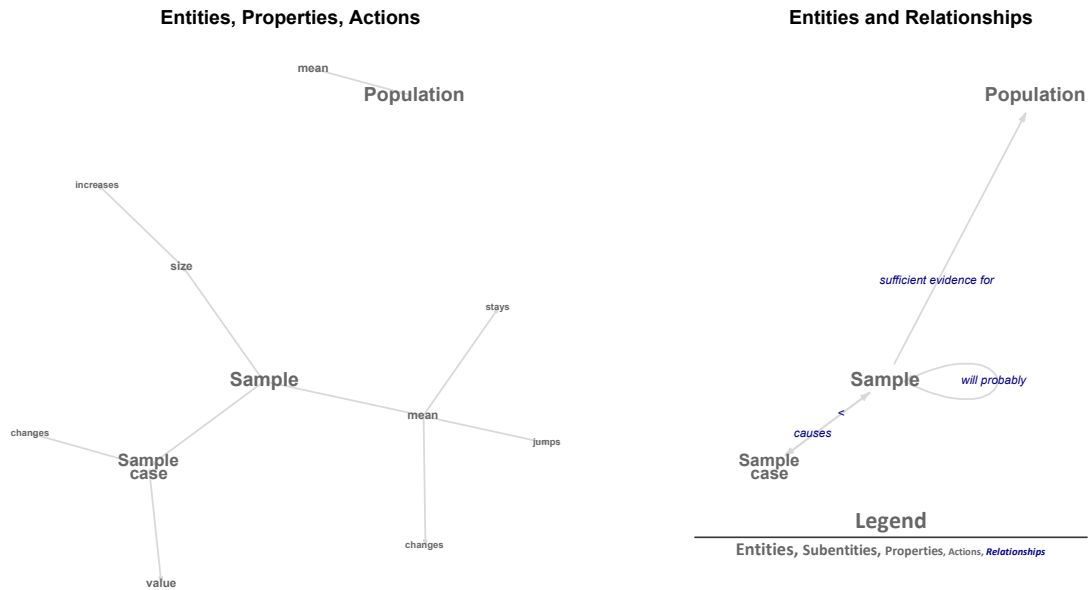 Entities, Properties, Actions
mean
Population
increases
size
stays
Sample
mean
changes
jumps
Sample
case
changes
value
Entities and Relationships
Population
sufficient evidence for
Sample
will probably
<
causes
Sample
case
Legend
Entities, Subentities, Properties, Actions, Relationships